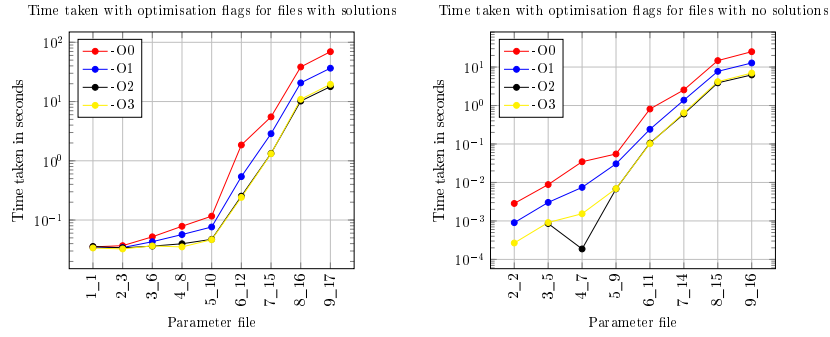 Time taken with optimisation flags for files with solutions
10^2
10^1
10^0
10^-1
Time taken in seconds
-O0
-O1
-O2
-O3
1_1
2_3
3_6
4_8
5_10
6_12
7_15
8_16
9_17
Parameter file
Time taken with optimisation flags for files with no solutions
10^1
10^0
10^-1
10^-2
10^-3
10^-4
Time taken in seconds
-O0
-O1
-O2
-O3
2_2
3_5
4_7
5_9
6_11
7_14
8_15
9_16
Parameter file